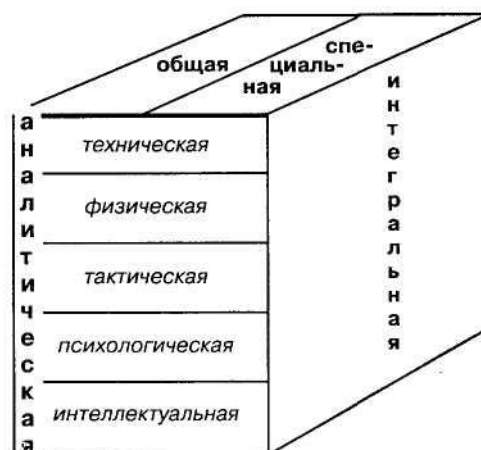 общая
спе-
циаль-
ная
аналитическая
техническая
физическая
тактическая
психологическая
интеллектуальная
интегральная